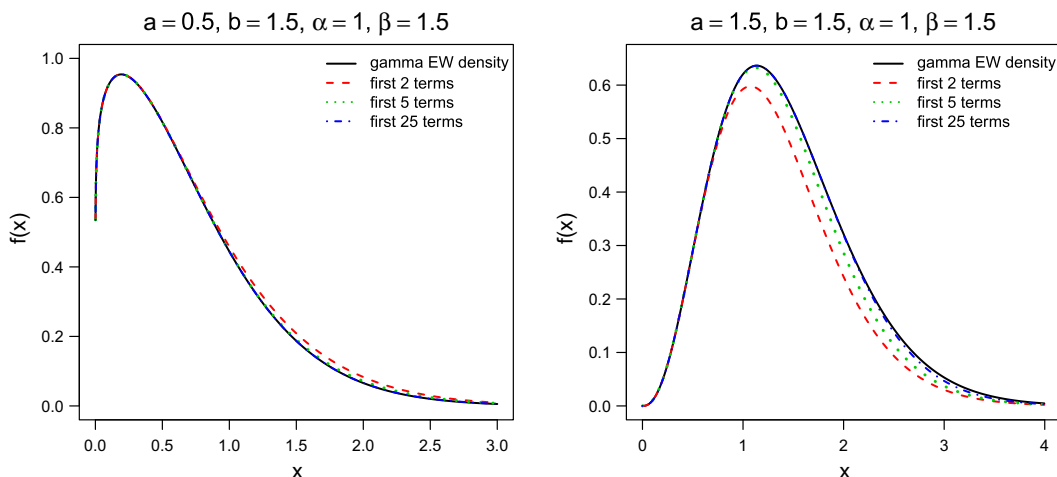 a = 0.5, b = 1.5, α = 1, β = 1.5
f(x)
1.0
0.8
0.6
0.4
0.2
0.0
gamma EW density
first 2 terms
first 5 terms
first 25 terms
0.0 0.5 1.0 1.5 2.0 2.5 3.0
x
a = 1.5, b = 1.5, α = 1, β = 1.5
f(x)
0.6
0.5
0.4
0.3
0.2
0.1
0.0
gamma EW density
first 2 terms
first 5 terms
first 25 terms
0 1 2 3 4
x